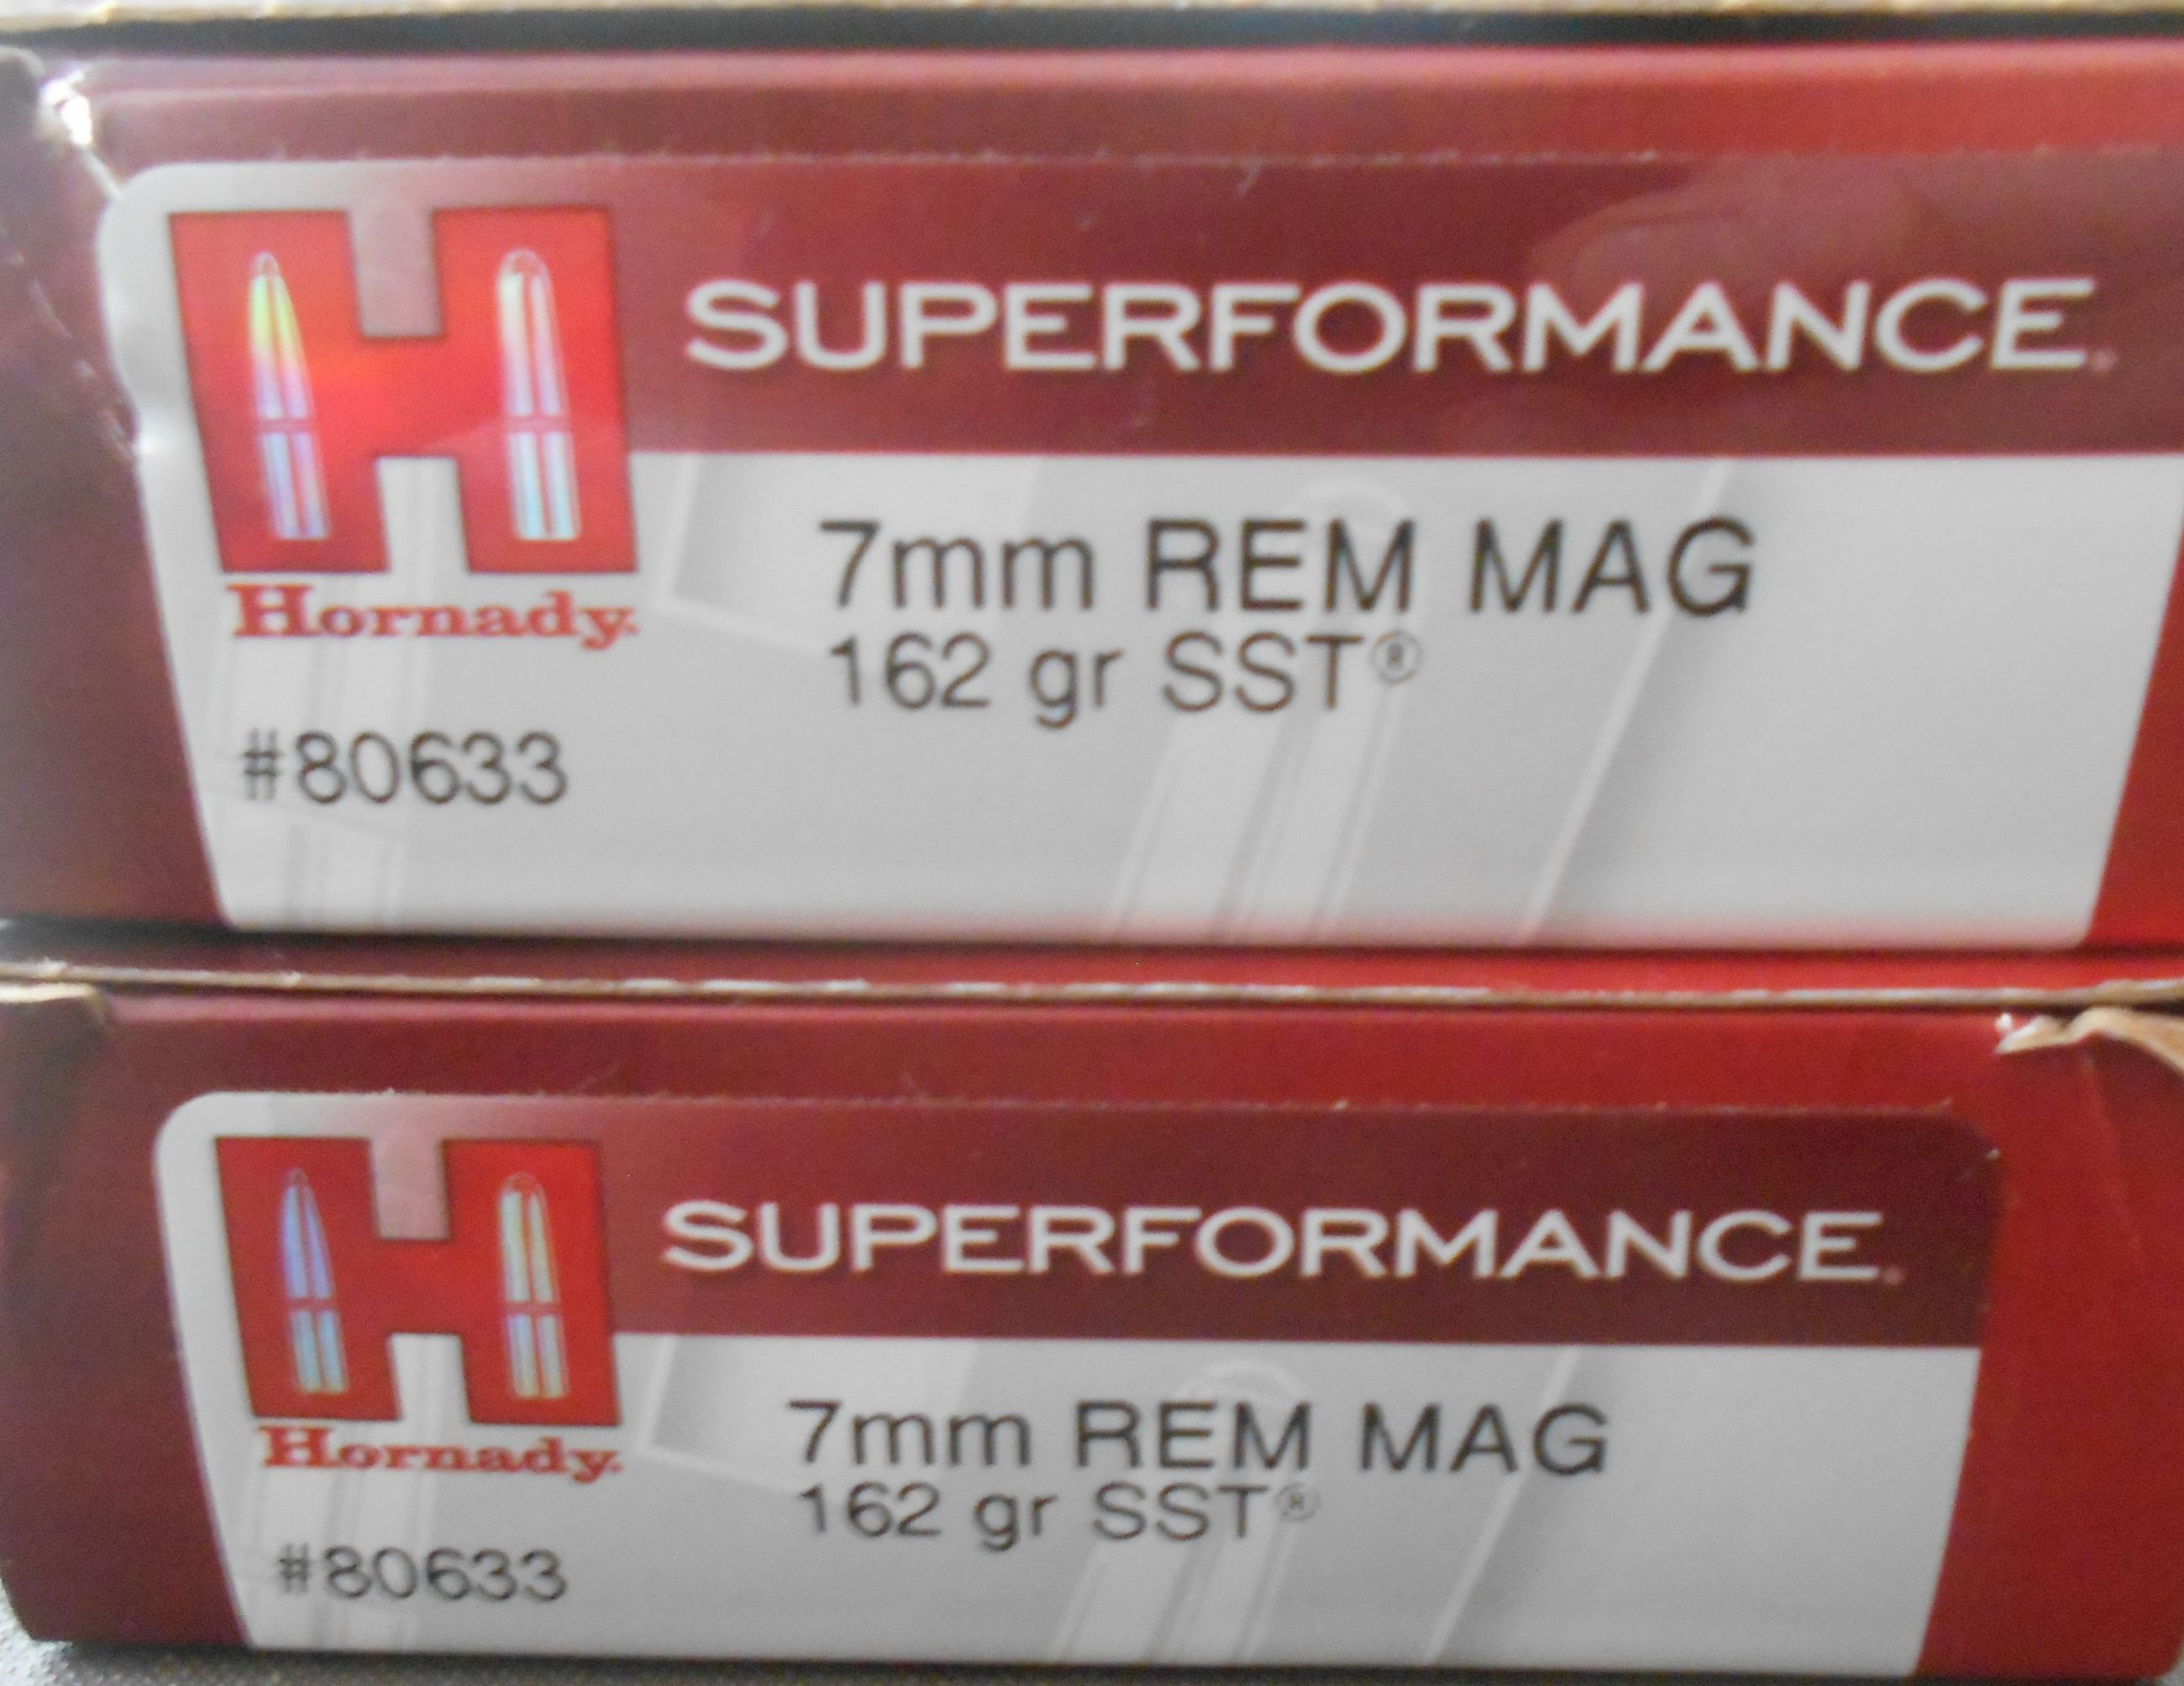 SUPERFORMANCE®
Hornady®
7mm REM MAG
162 gr SST®
#80633
SUPERFORMANCE®
Hornady®
7mm REM MAG
162 gr SST®
#80633